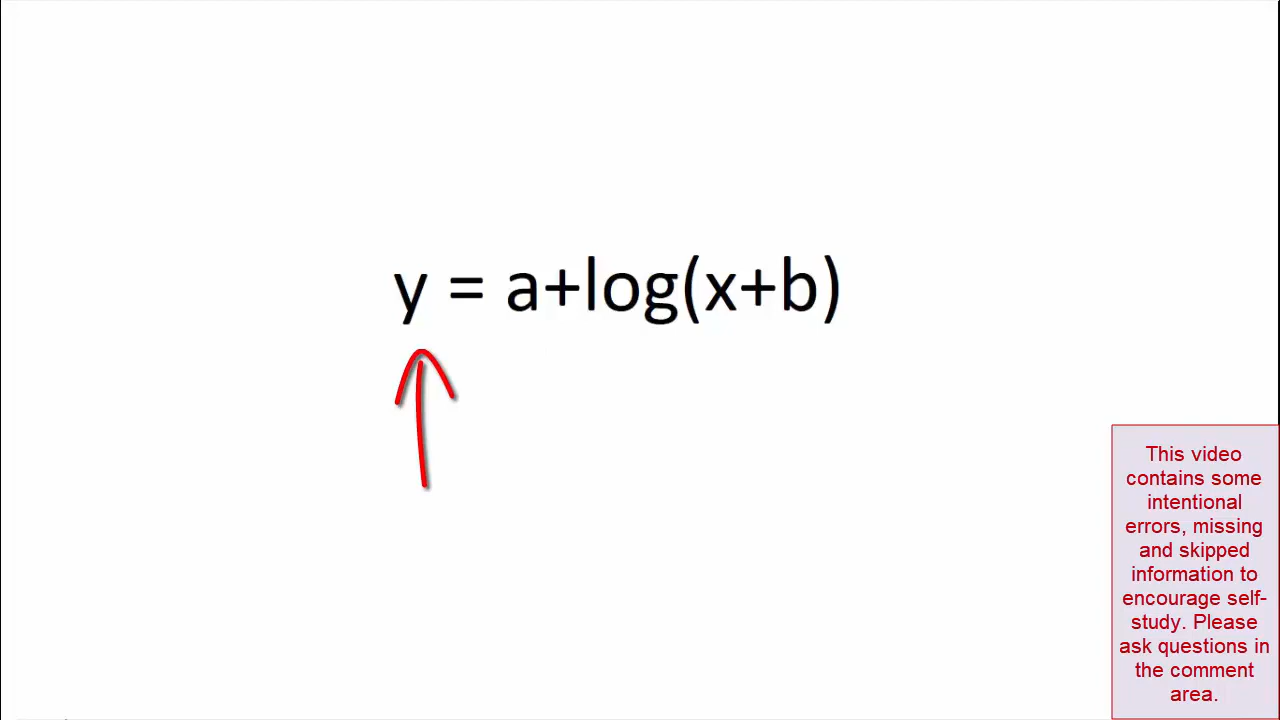 y = a+log(x+b)
This video
contains some
intentional
errors, missing
and skipped
information to
encourage self-
study. Please
ask questions in
the comment
area.